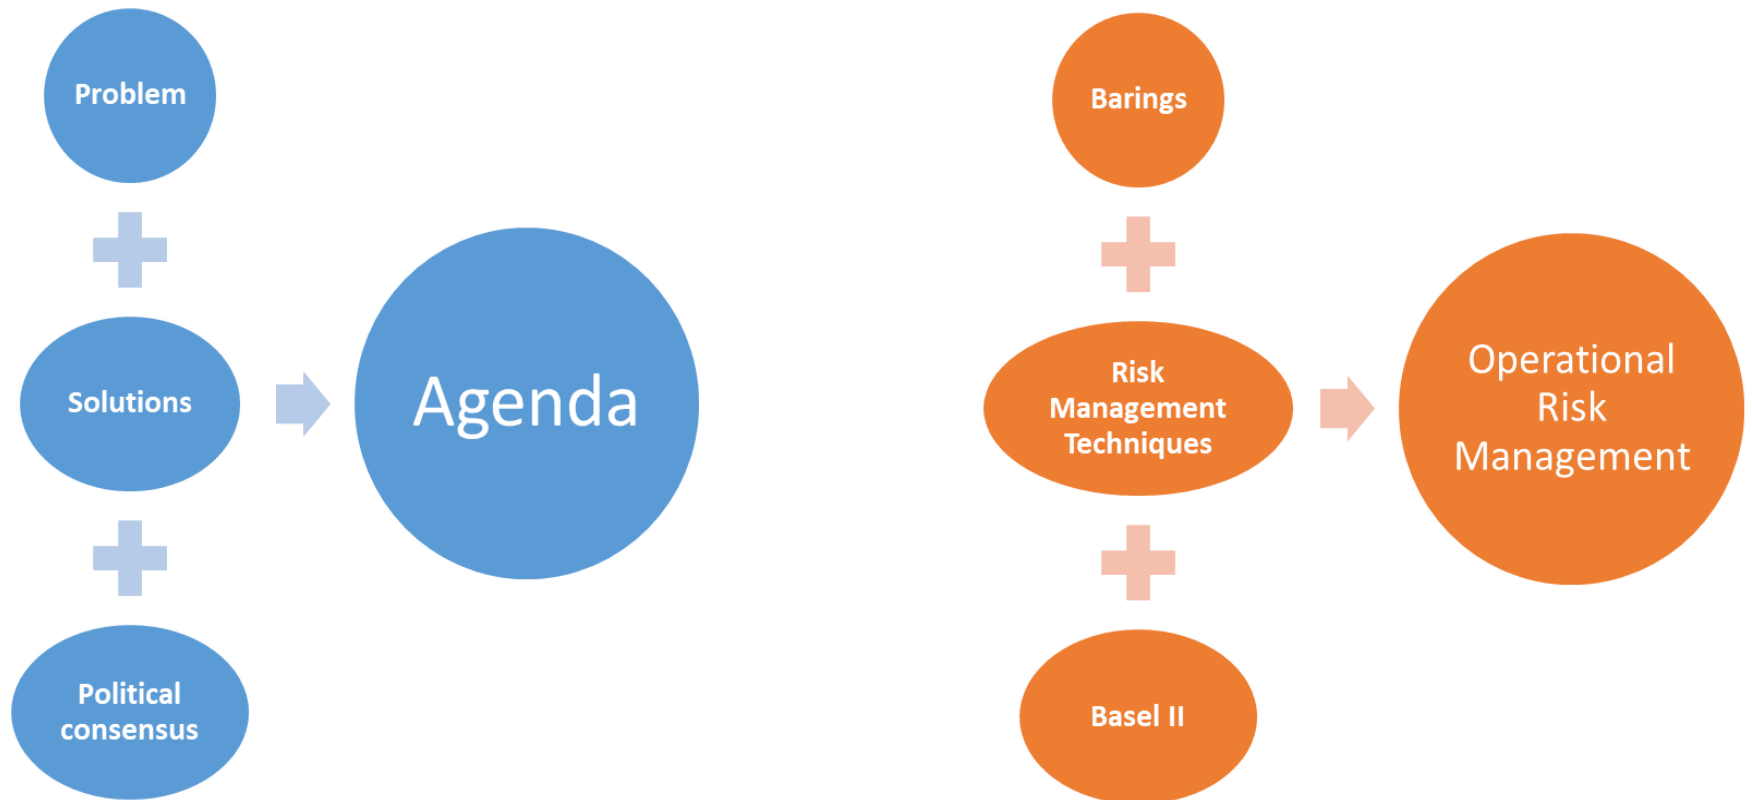 Problem
Solutions
Political
consensus
Agenda
Barings
Risk
Management
Techniques
Basel II
Operational
Risk
Management